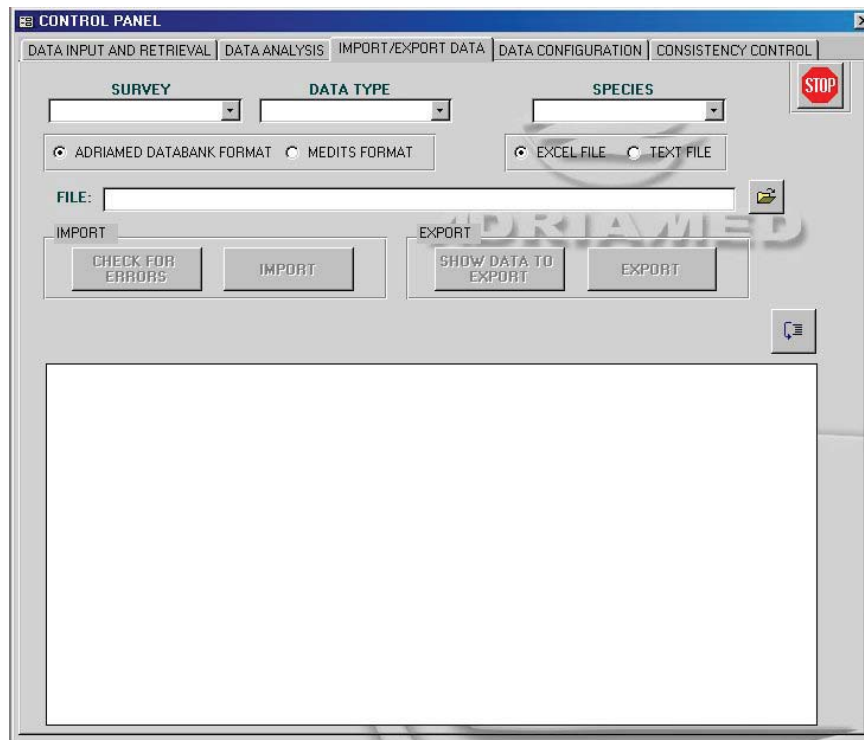 CONTROL PANEL
DATA INPUT AND RETRIEVAL DATA ANALYSIS IMPORT/EXPORT DATA DATA CONFIGURATION CONSISTENCY CONTROL
SURVEY DATA TYPE SPECIES STOP
ADRIAMED DATABANK FORMAT MEDITS FORMAT EXCEL FILE TEXT FILE
FILE:
ADRIAMED
IMPORT EXPORT
CHECK FOR ERRORS IMPORT SHOW DATA TO EXPORT EXPORT